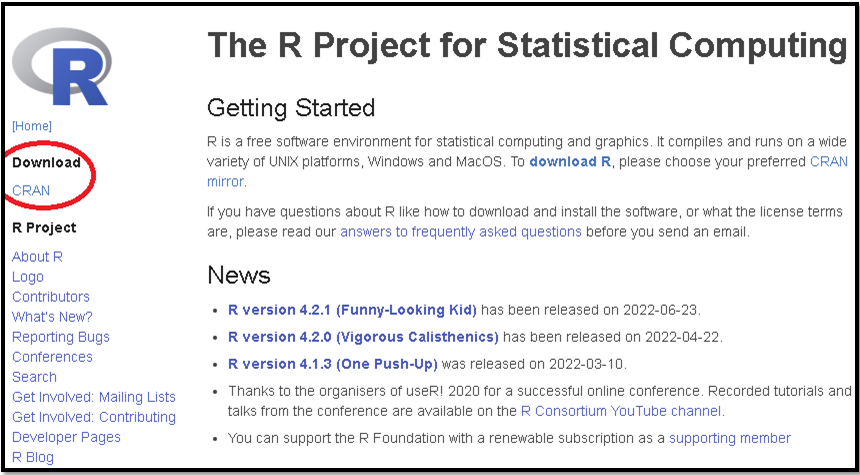 R
The R Project for Statistical Computing
[Home]
Download
CRAN
R Project
About R
Logo
Contributors
What's New?
Reporting Bugs
Conferences
Search
Get Involved: Mailing Lists
Get Involved: Contributing
Developer Pages
R Blog
Getting Started
R is a free software environment for statistical computing and graphics. It compiles and runs on a wide
variety of UNIX platforms, Windows and MacOS. To download R, please choose your preferred CRAN
mirror.
If you have questions about R like how to download and install the software, or what the license terms
are, please read our answers to frequently asked questions before you send an email.
News
• R version 4.2.1 (Funny-Looking Kid) has been released on 2022-06-23.
• R version 4.2.0 (Vigorous Calisthenics) has been released on 2022-04-22.
• R version 4.1.3 (One Push-Up) was released on 2022-03-10.
• Thanks to the organisers of useR! 2020 for a successful online conference. Recorded tutorials and
talks from the conference are available on the R Consortium YouTube channel.
• You can support the R Foundation with a renewable subscription as a supporting member